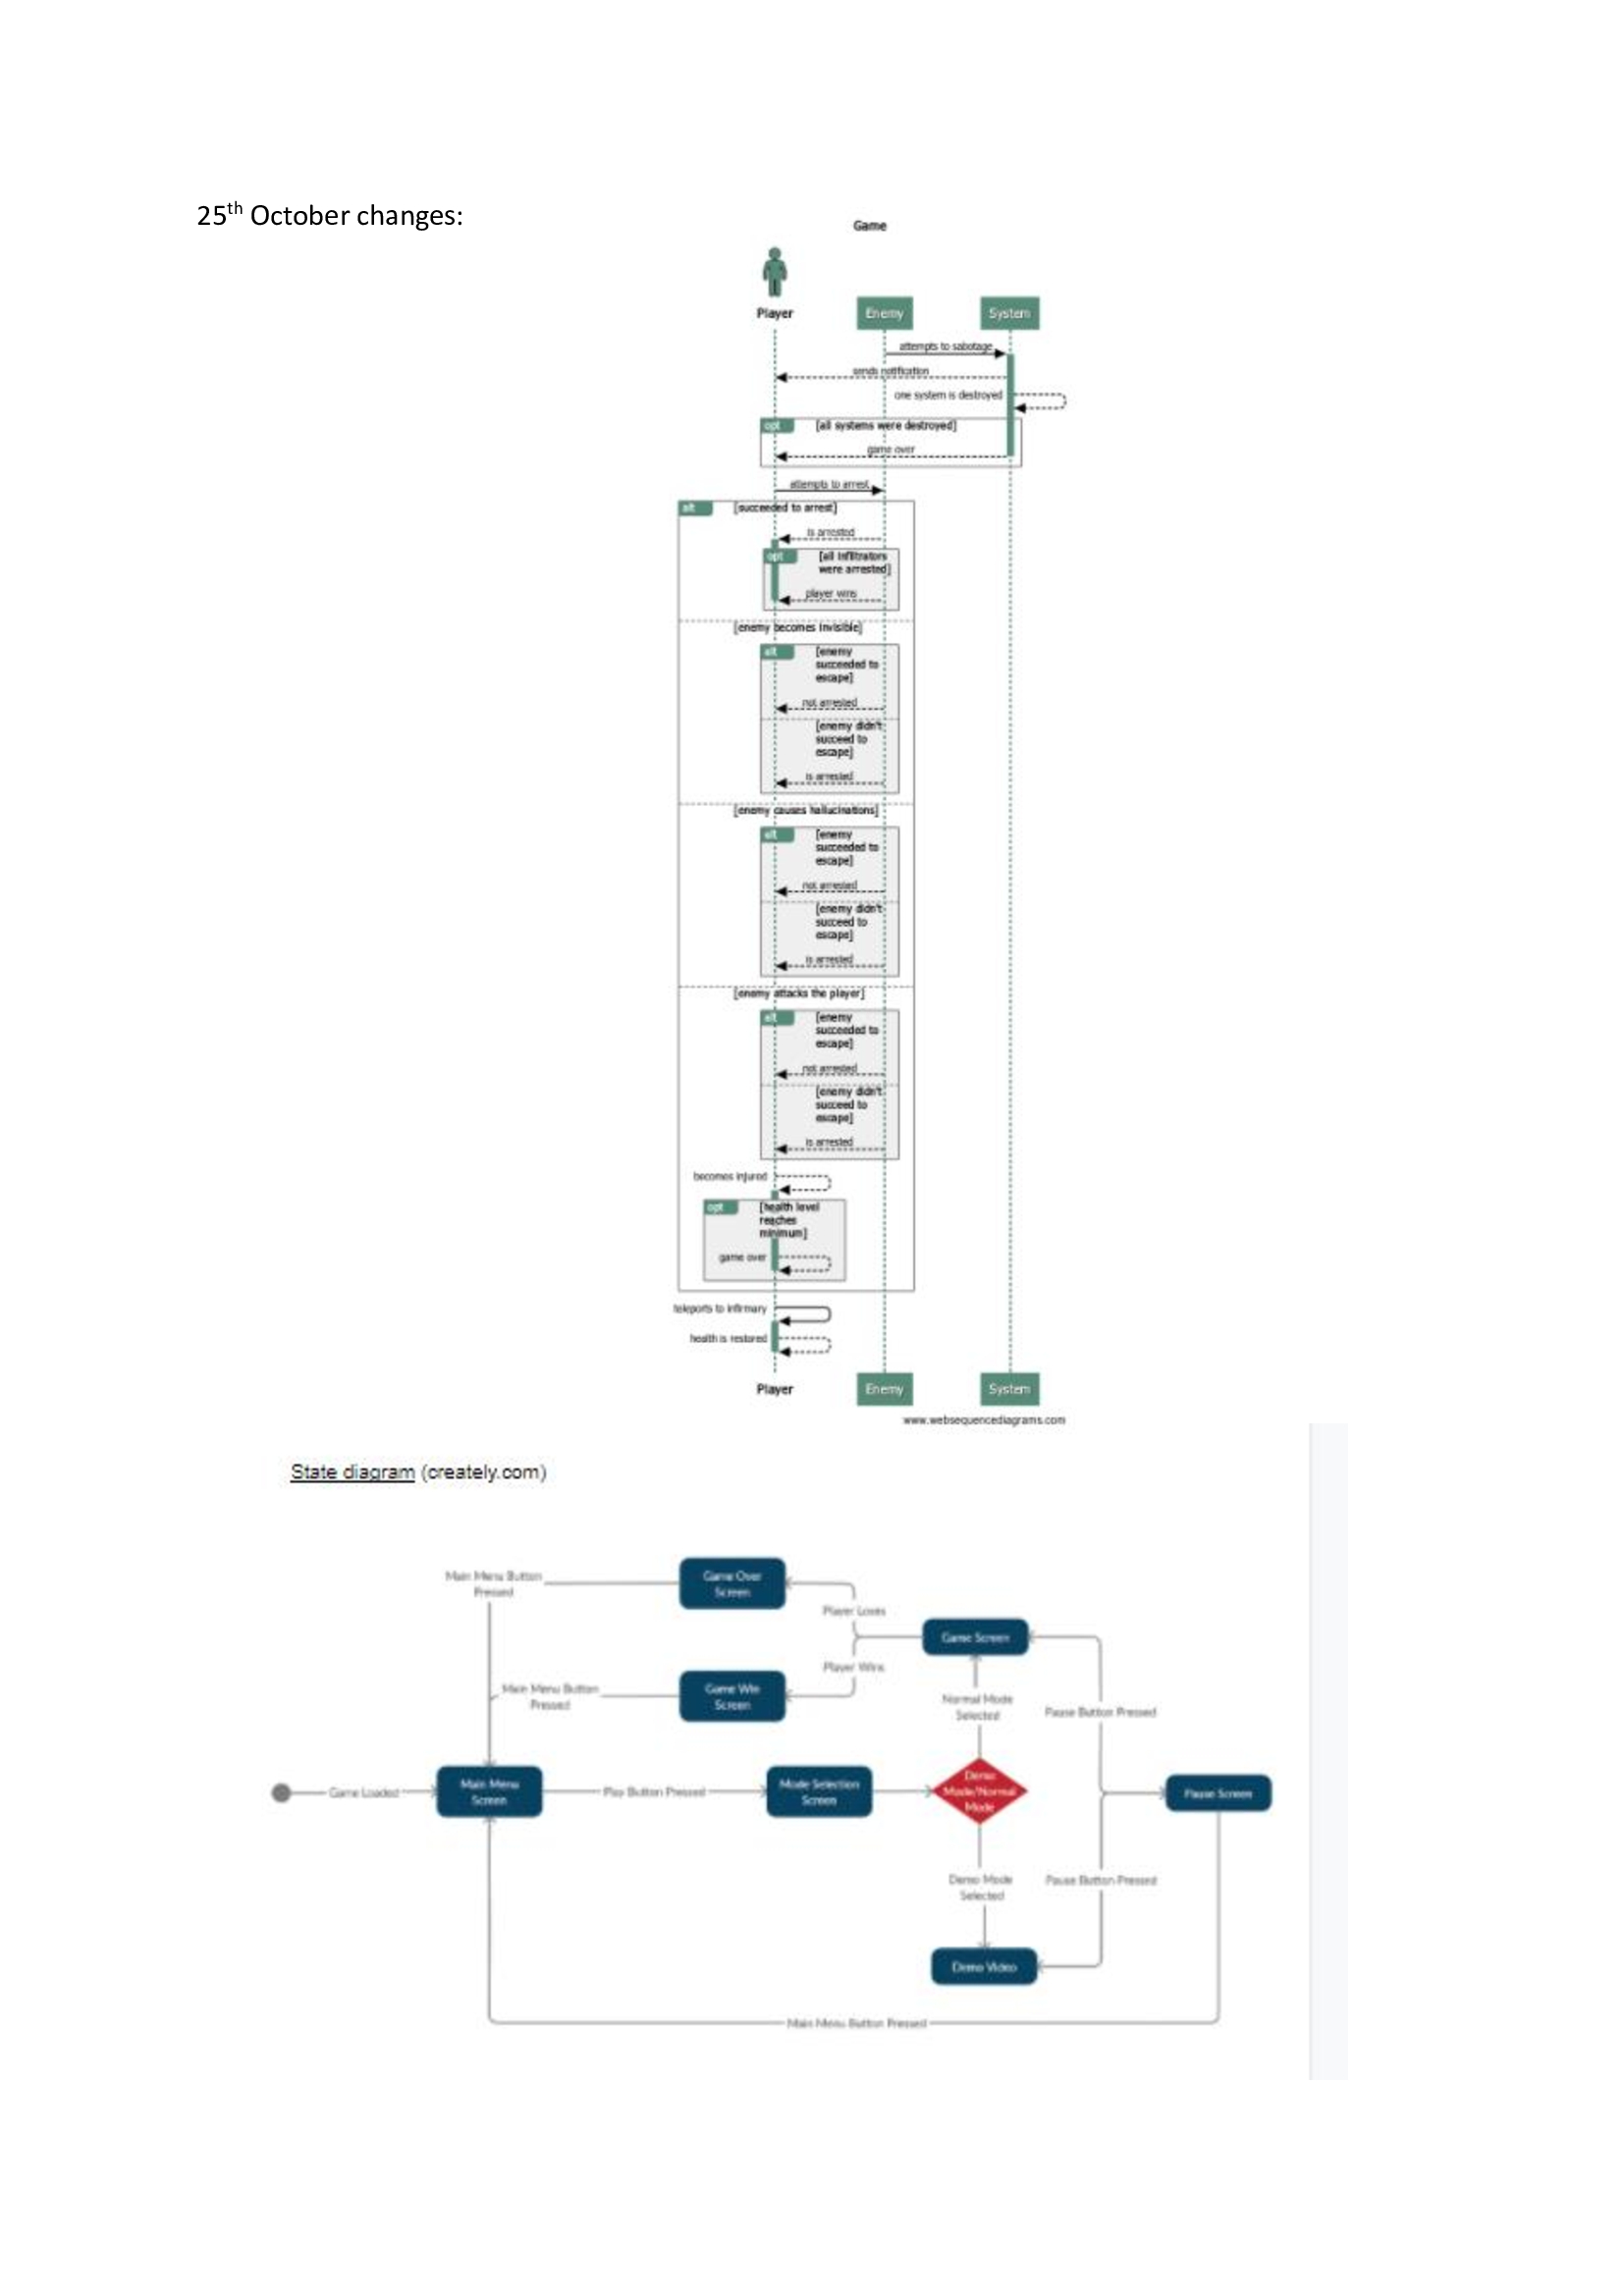 25th October changes:
Game
Player
Enemy
System
attempts to sabotage
sends notification
one system is destroyed
opt
[all systems were destroyed]
game over
attempts to arrest
alt
[succeeded to arrest]
is arrested
opt
[all infiltrators
were arrested]
player wins
[enemy becomes invisible]
alt
[enemy
succeeded to
escape]
not arrested
[enemy didn't
succeed to
escape]
is arrested
[enemy causes hallucinations]
alt
[enemy
succeeded to
escape]
not arrested
[enemy didn't
succeed to
escape]
is arrested
[enemy attacks the player]
alt
[enemy
succeeded to
escape]
not arrested
[enemy didn't
succeed to
escape]
is arrested
becomes injured
opt
[health level
reaches
minimum]
game over
teleports to infirmary
health is restored
Player
Enemy
System
www.websequencediagrams.com
State diagram (creately.com)
Main Menu Button
Pressed
Game Over
Screen
Player Loses
Game Screen
Player Wins
Main Menu Button
Pressed
Game Win
Screen
Normal Mode
Selected
Pause Button Pressed
Game Loaded
Main Menu
Screen
Play Button Pressed
Mode Selection
Screen
Demo
Mode/Normal
Mode
Pause Screen
Demo Mode
Selected
Pause Button Pressed
Demo Video
Main Menu Button Pressed